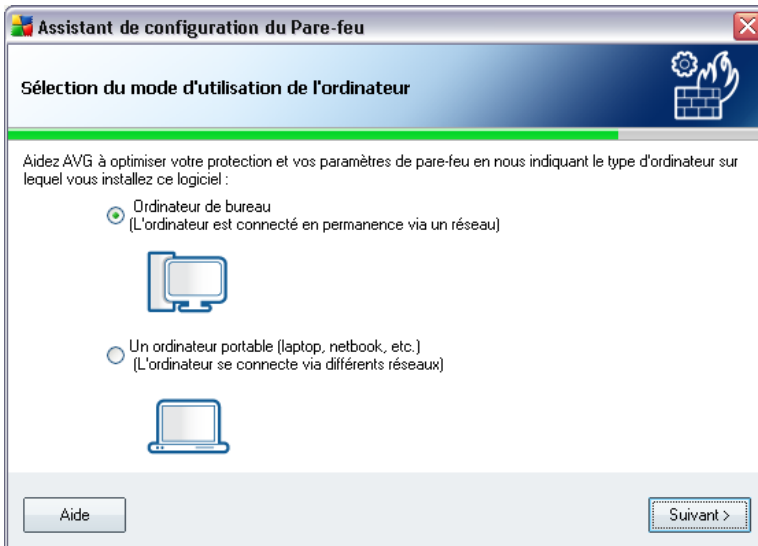 Assistant de configuration du Pare-feu
Sélection du mode d'utilisation de l'ordinateur
Aidez AVG à optimiser votre protection et vos paramètres de pare-feu en nous indiquant le type d'ordinateur sur
lequel vous installez ce logiciel :
Ordinateur de bureau
(L'ordinateur est connecté en permanence via un réseau)
Un ordinateur portable (laptop, netbook, etc.)
(L'ordinateur se connecte via différents réseaux)
Aide
Suivant >